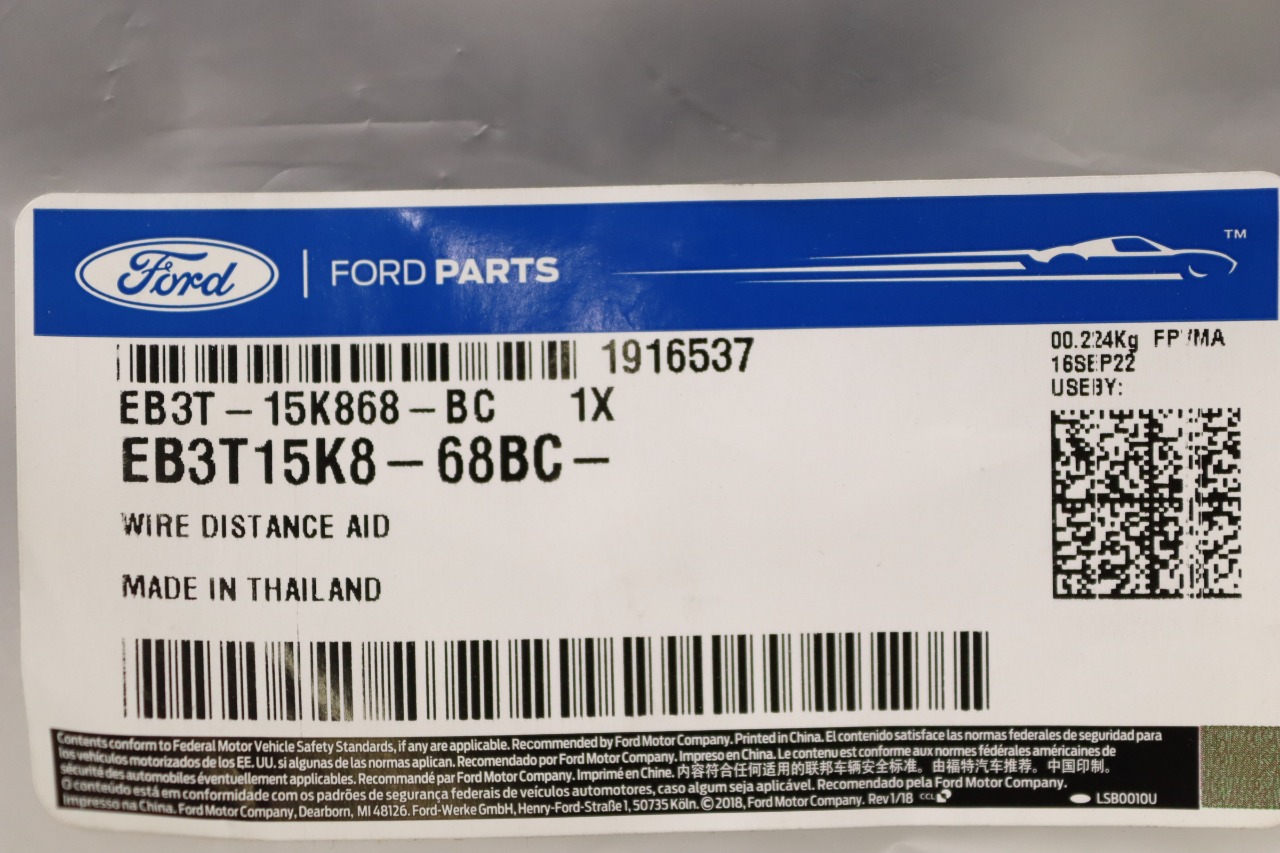 Ford | FORD PARTS
TM
1916537
EB3T-15K868-BC 1X
EB3T15K8-68BC-
WIRE DISTANCE AID
MADE IN THAILAND
00.224Kg
16SEP22
USEBY:
Contents conform to Federal Motor Vehicle Safety Standards, if any are applicable. Recommended by Ford Motor Company. Printed in China. El contenido satisface las normas federales de seguridad para
los vehículos motorizados de los EE. UU. si algunas de las normas aplican. Recomendado por Ford Motor Company. Impreso en China. Le contenu est conforme aux normes fédérales américaines de
sécurité des automobiles éventuellement applicables. Recommandé par Ford Motor Company. Imprimé en Chine. 内容符合任何适用的联邦车辆安全标准。由福特汽车推荐。中国印制。
O conteúdo está em conformidade com os padrões de segurança federais de veículos automotores, caso algum seja aplicável. Recomendado pela Ford Motor Company.
Impresso na China. Ford Motor Company, Dearborn, MI 48126. Ford-Werke GmbH, Henry-Ford-Straße 1, 50735 Köln. © 2018, Ford Motor Company. Rev 1/18 CCL LSB0010U